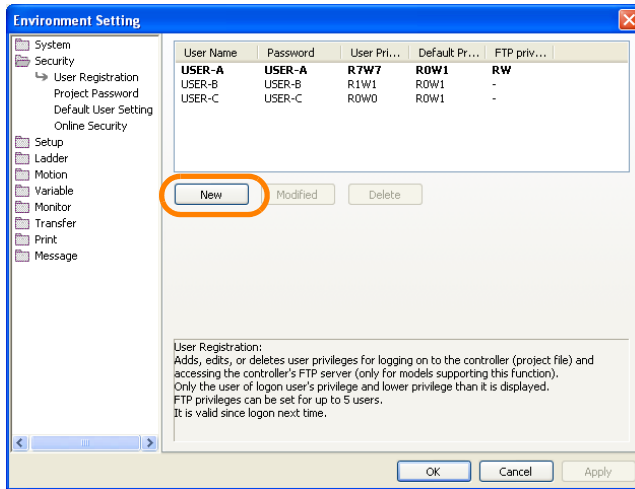 Environment Setting
System
Security
User Registration
Project Password
Default User Setting
Online Security
Setup
Ladder
Motion
Variable
Monitor
Transfer
Print
Message
User Name Password User Pri... Default Pr... FTP priv...
USER-A USER-A R7W7 R0W1 RW
USER-B USER-B R1W1 R0W1 -
USER-C USER-C R0W0 R0W1 -
New Modified Delete
User Registration:
Adds, edits, or deletes user privileges for logging on to the controller (project file) and
accessing the controller's FTP server (only for models supporting this function).
Only the user of logon user's privilege and lower privilege than it is displayed.
FTP privileges can be set for up to 5 users.
It is valid since logon next time.
OK Cancel Apply